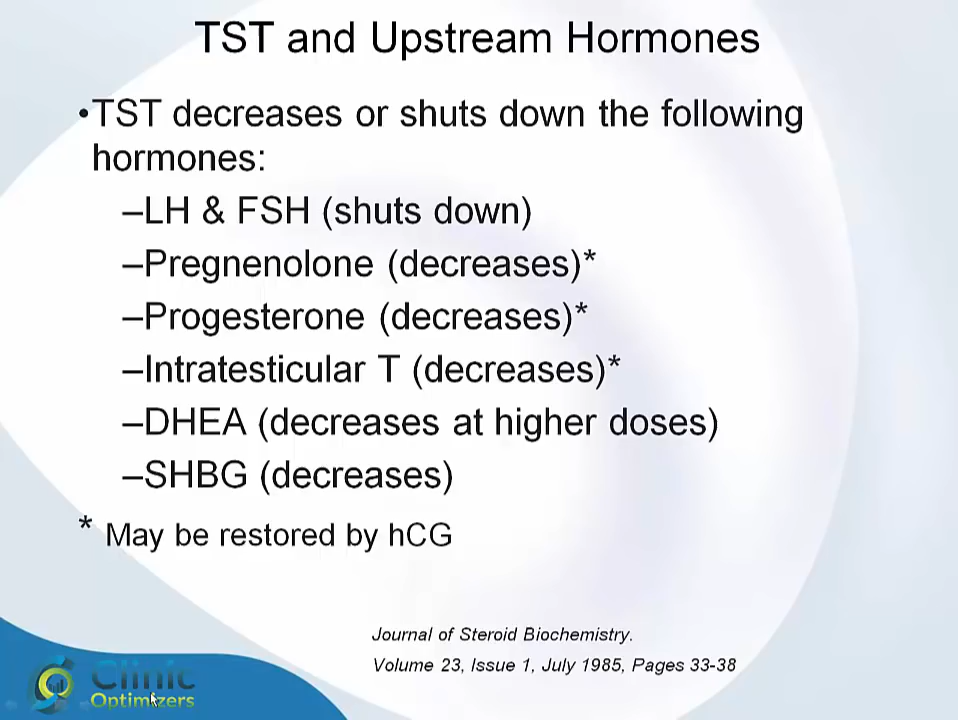 TST and Upstream Hormones
•TST decreases or shuts down the following
hormones:
–LH & FSH (shuts down)
–Pregnenolone (decreases)*
–Progesterone (decreases)*
–Intratesticular T (decreases)*
–DHEA (decreases at higher doses)
–SHBG (decreases)
* May be restored by hCG
Journal of Steroid Biochemistry.
Volume 23, Issue 1, July 1985, Pages 33-38
Clinic
Optimizers